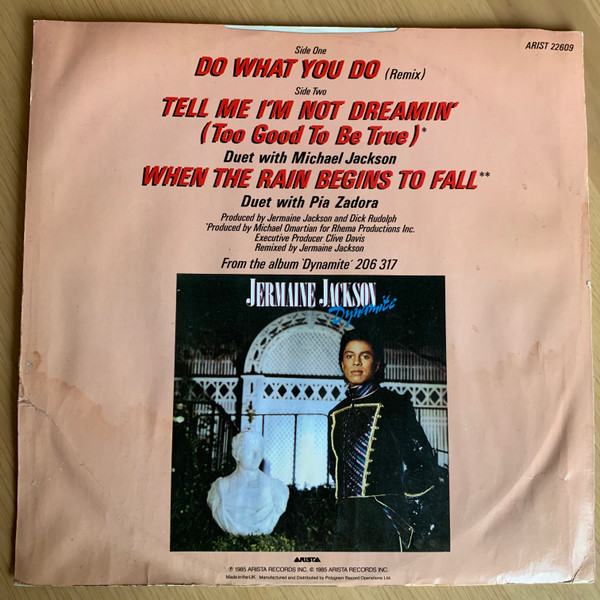 Side One
ARIST 22609
DO WHAT YOU DO (Remix)
Side Two
TELL ME I'M NOT DREAMIN'
(Too Good To Be True)*
Duet with Michael Jackson
WHEN THE RAIN BEGINS TO FALL**
Duet with Pia Zadora
Produced by Jermaine Jackson and Dick Rudolph
*Produced by Michael Omartian for Rhema Productions Inc.
Executive Producer Clive Davis
Remixed by Jermaine Jackson
From the album 'Dynamite' 206 317
JERMAINE JACKSON
Dynamite
ARISTA
℗ 1985 ARISTA RECORDS INC. © 1985 ARISTA RECORDS INC.
Made in the UK. Manufactured and Distributed by Polygram Record Operations Ltd.